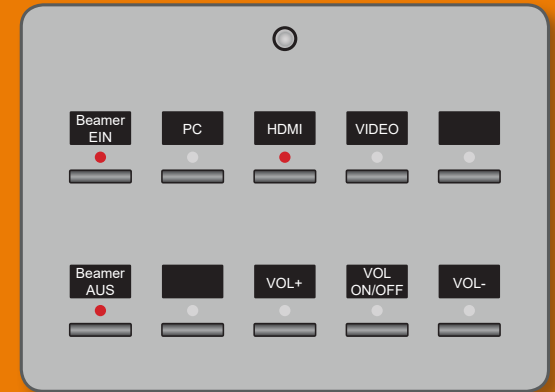 Beamer
EIN
PC
HDMI
VIDEO
Beamer
AUS
VOL+
VOL
ON/OFF
VOL-